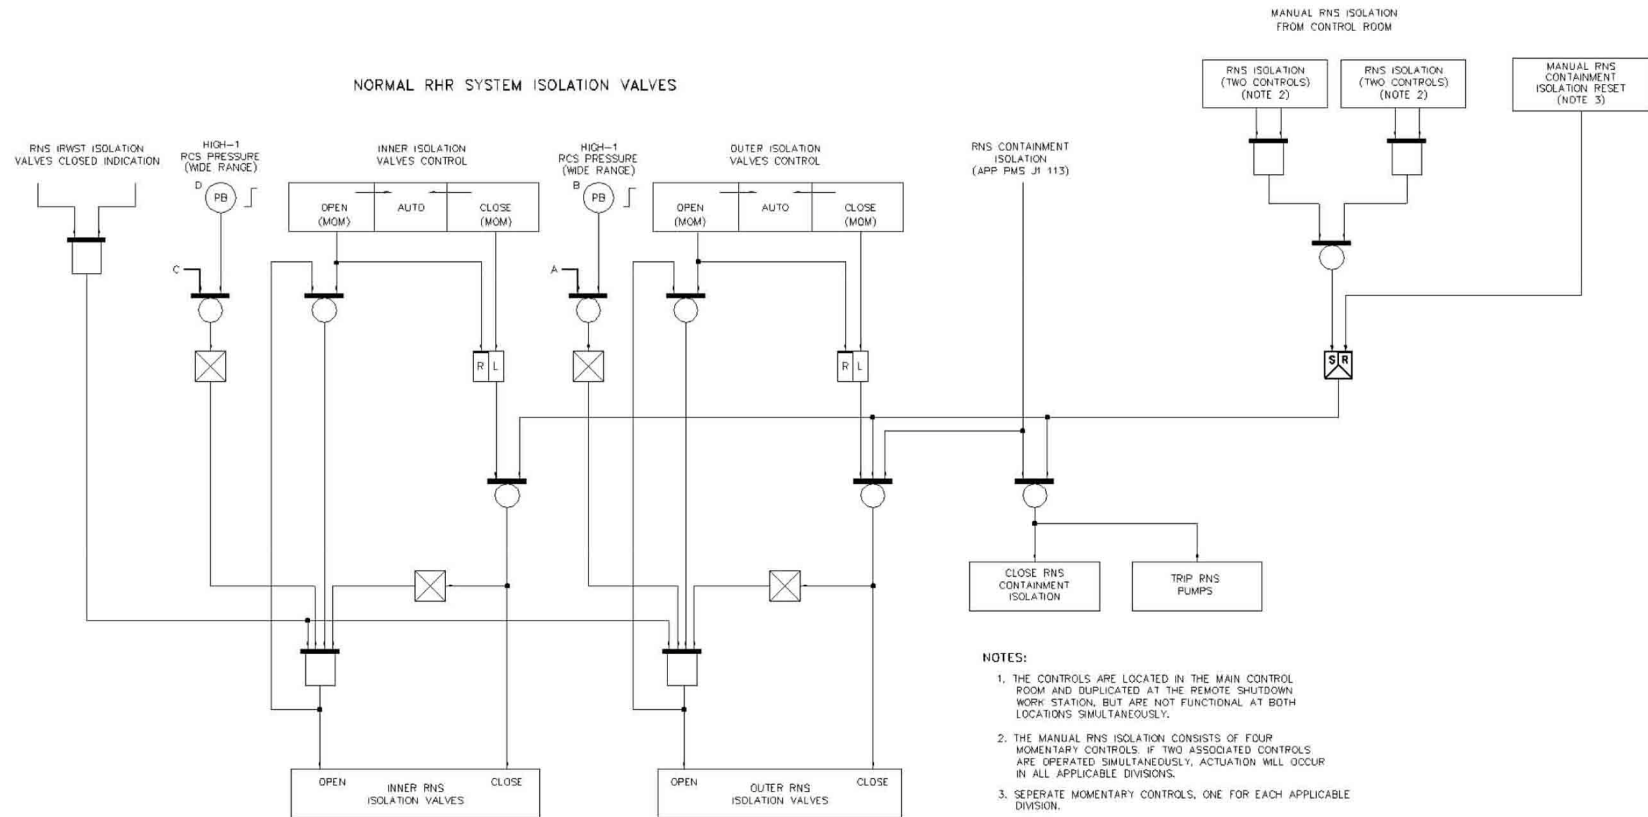 MANUAL RNS ISOLATION
FROM CONTROL ROOM
NORMAL RHR SYSTEM ISOLATION VALVES
RNS ISOLATION
(TWO CONTROLS)
(NOTE 2)
RNS ISOLATION
(TWO CONTROLS)
(NOTE 2)
MANUAL RNS
CONTAINMENT
ISOLATION RESET
(NOTE 3)
RNS IRWST ISOLATION
VALVES CLOSED INDICATION
HIGH-1
RCS PRESSURE
(WIDE RANGE)
D
PB
INNER ISOLATION
VALVES CONTROL
OPEN
(MOM)
AUTO
CLOSE
(MOM)
HIGH-1
RCS PRESSURE
(WIDE RANGE)
B
PB
OUTER ISOLATION
VALVES CONTROL
OPEN
(MOM)
AUTO
CLOSE
(MOM)
RNS CONTAINMENT
ISOLATION
(APP PMS J1 113)
C
A
R L
R L
S R
CLOSE RNS
CONTAINMENT
ISOLATION
TRIP RNS
PUMPS
OPEN
INNER RNS
ISOLATION VALVES
CLOSE
OPEN
OUTER RNS
ISOLATION VALVES
CLOSE
NOTES:
1. THE CONTROLS ARE LOCATED IN THE MAIN CONTROL
ROOM AND DUPLICATED AT THE REMOTE SHUTDOWN
WORK STATION, BUT ARE NOT FUNCTIONAL AT BOTH
LOCATIONS SIMULTANEOUSLY.
2. THE MANUAL RNS ISOLATION CONSISTS OF FOUR
MOMENTARY CONTROLS. IF TWO ASSOCIATED CONTROLS
ARE OPERATED SIMULTANEOUSLY, ACTUATION WILL OCCUR
IN ALL APPLICABLE DIVISIONS.
3. SEPERATE MOMENTARY CONTROLS, ONE FOR EACH APPLICABLE
DIVISION.